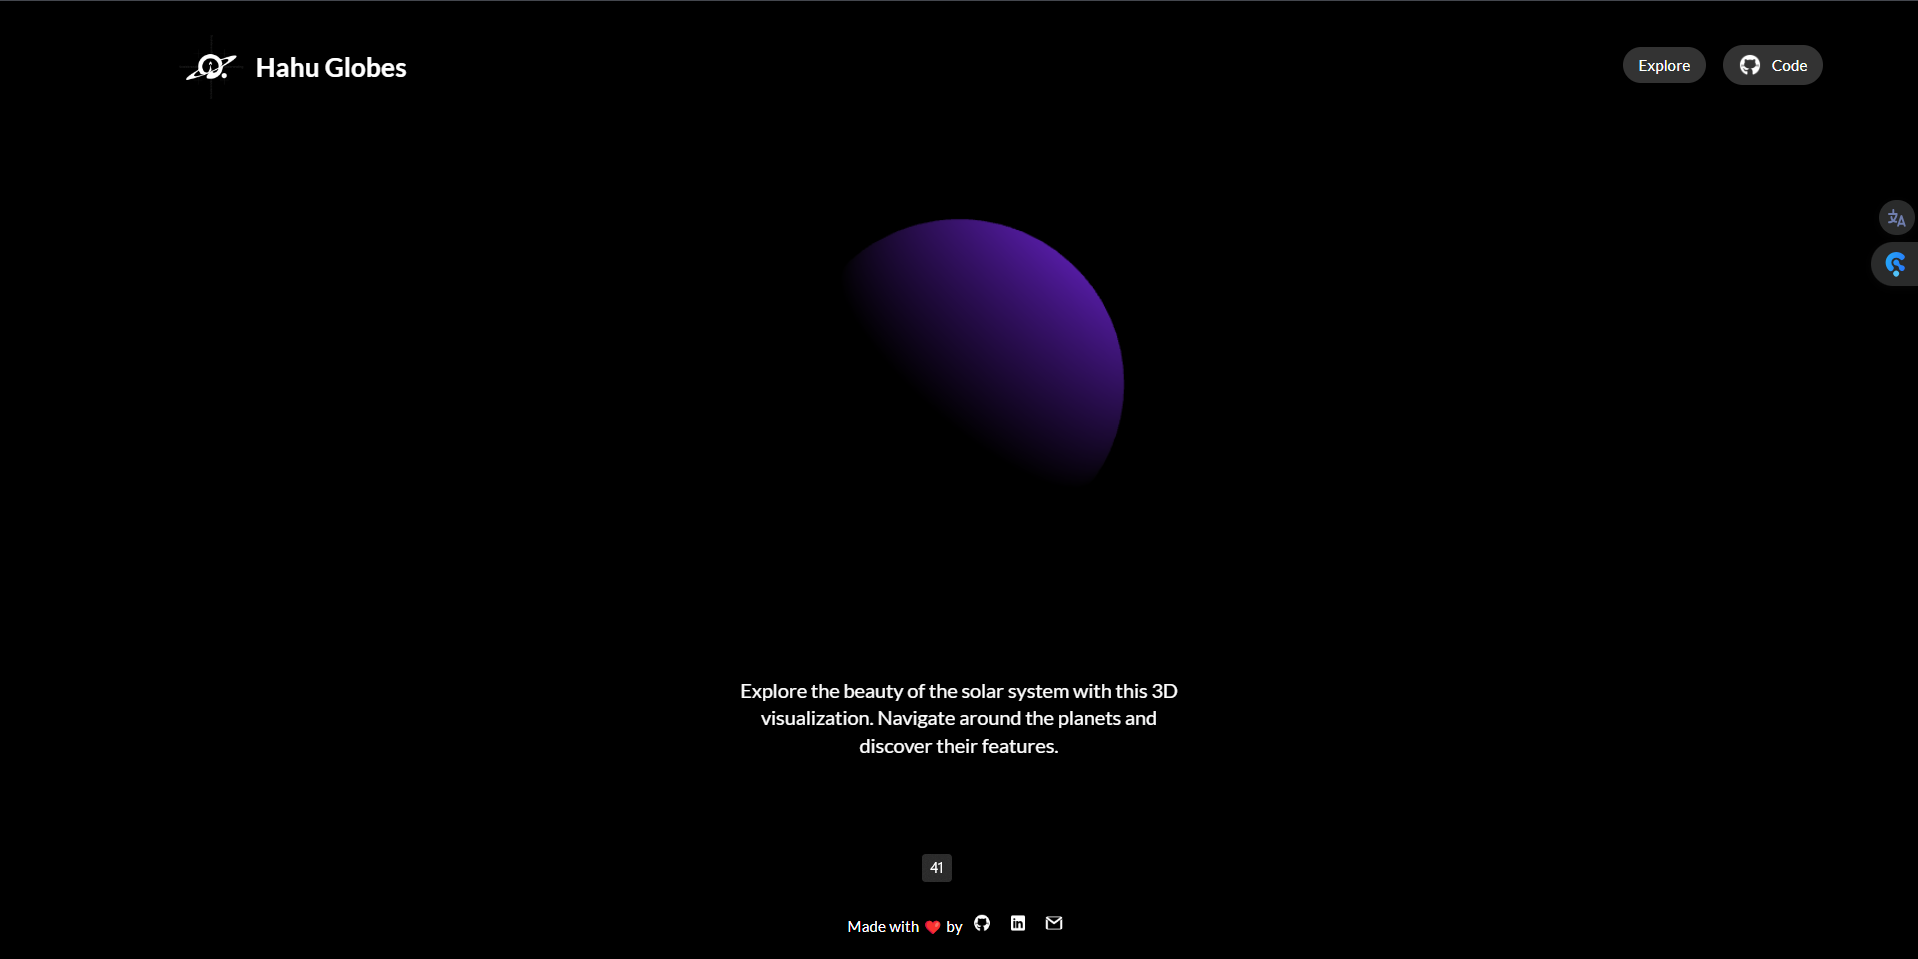 Hahu Globes
Explore
Code
Explore the beauty of the solar system with this 3D
visualization. Navigate around the planets and
discover their features.
41
Made with ❤️ by